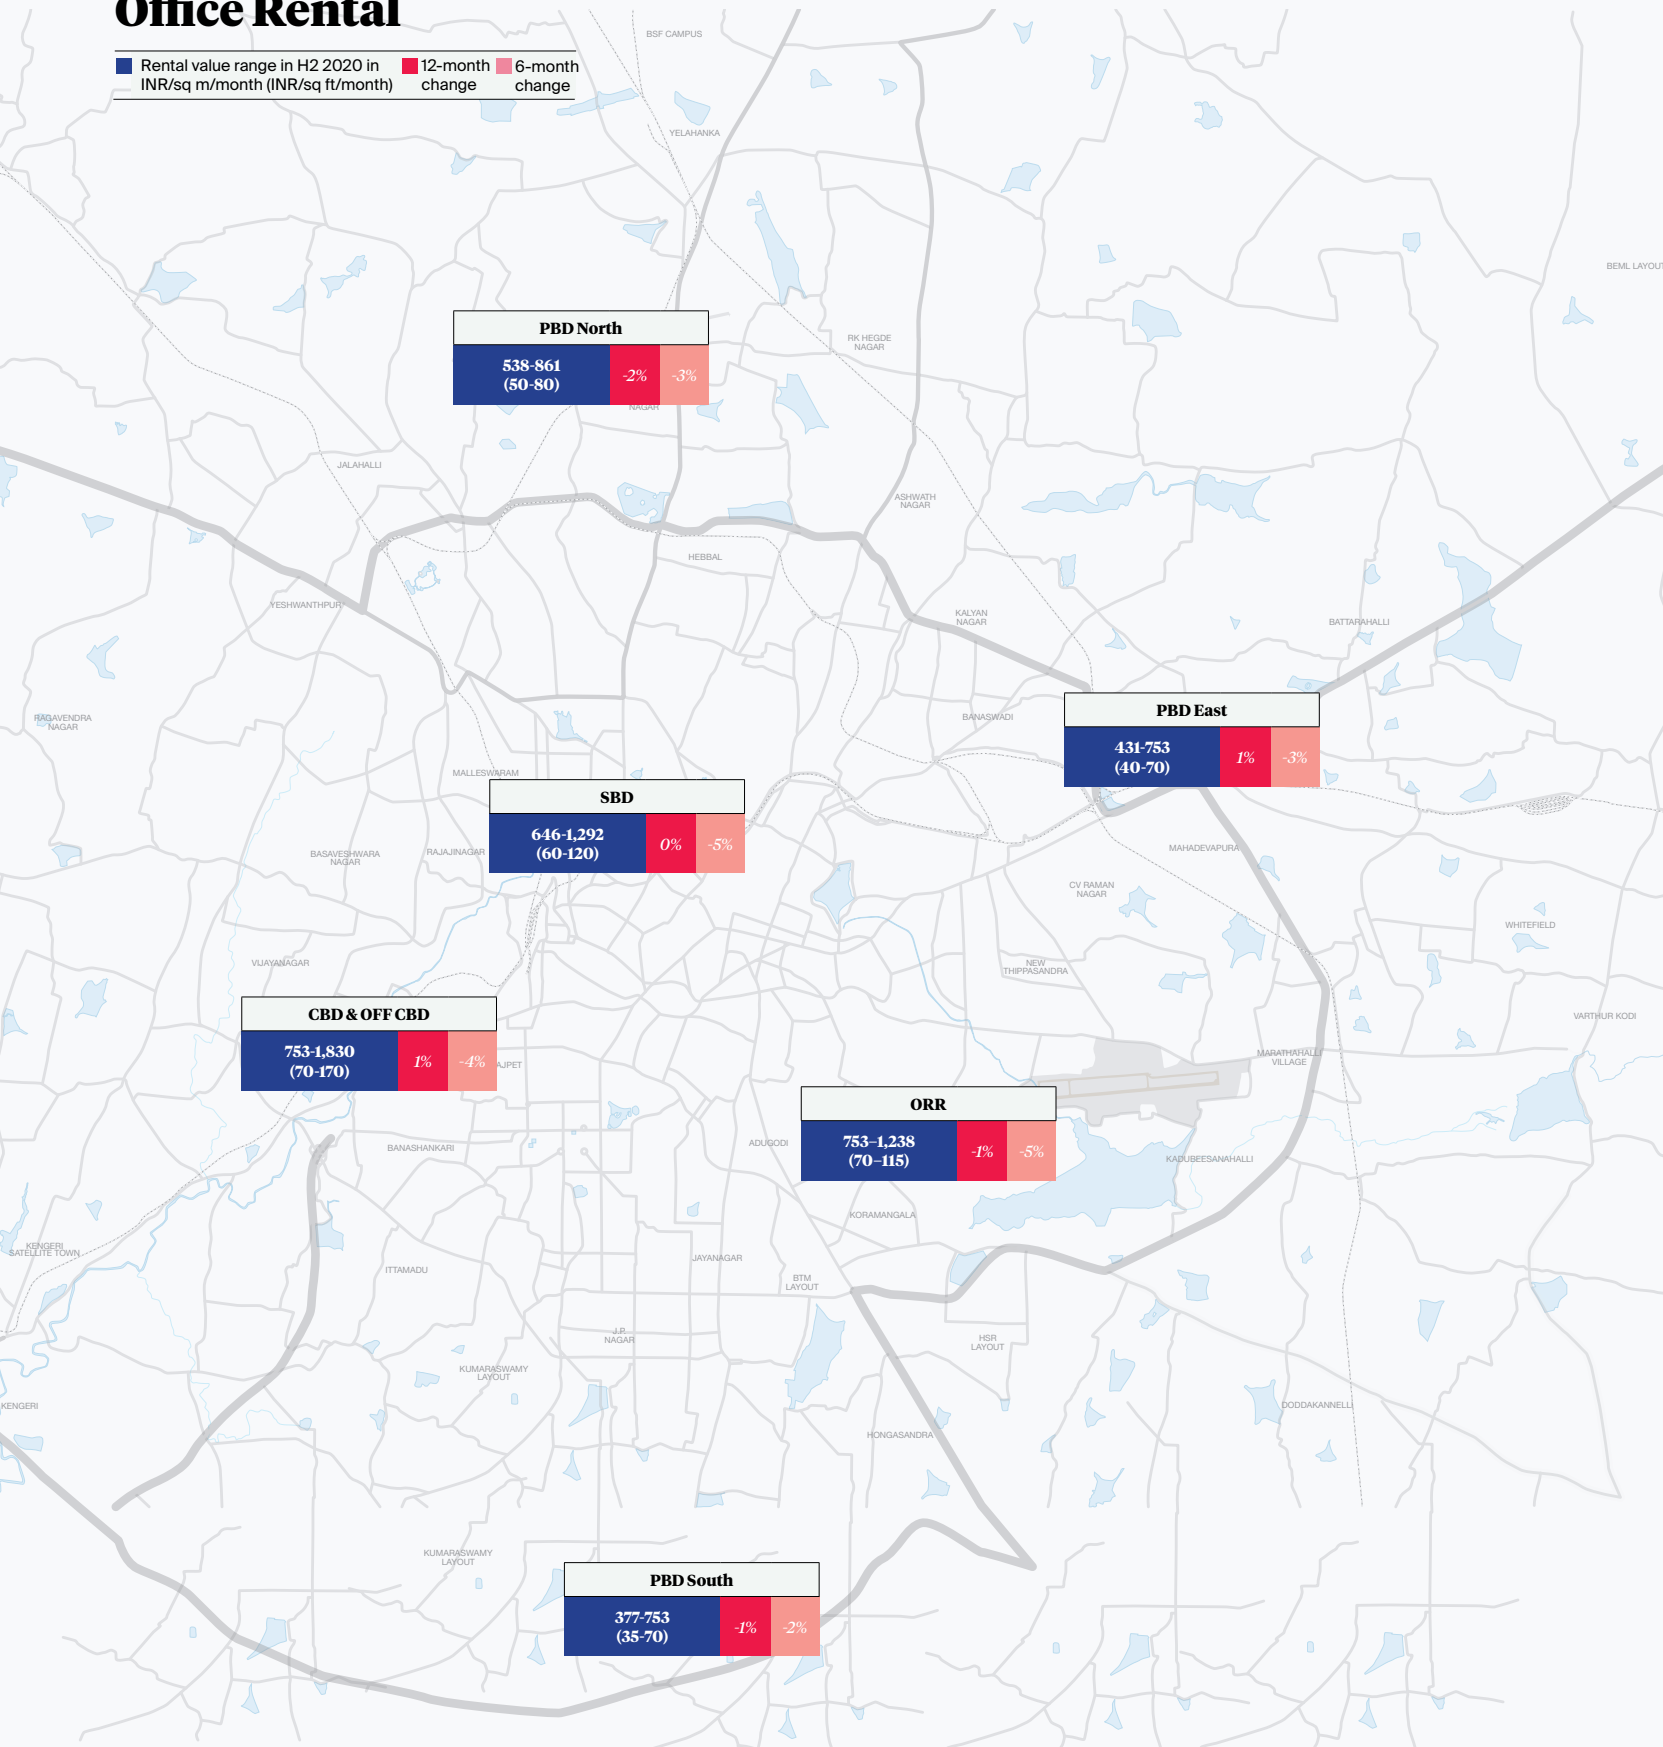 Office Rental
Rental value range in H2 2020 in
INR/sq m/month (INR/sq ft/month)
12-month
change
6-month
change
BSF CAMPUS
YELAHANKA
BEML LAYOUT
PBD North
538-861
(50-80)
-2%
-3%
NAGAR
RK HEGDE
NAGAR
JALAHALLI
ASHWATH
NAGAR
HEBBAL
YESHWANTHPUR
KALYAN
NAGAR
BATTARAHALLI
RAGAVENDRA
NAGAR
BANASWADI
PBD East
431-753
(40-70)
1%
-3%
MALLESWARAM
SBD
646-1,292
(60-120)
0%
-5%
BASAVESHWARA
NAGAR
RAJAJINAGAR
MAHADEVAPURA
CV RAMAN
NAGAR
WHITEFIELD
VIJAYANAGAR
NEW
THIPPASANDRA
CBD & OFF CBD
753-1,830
(70-170)
1%
-4%
AJPET
VARTHUR KODI
MARATHAHALLI
VILLAGE
ORR
753–1,238
(70–115)
-1%
-5%
BANASHANKARI
ADUGODI
KADUBEESANAHALLI
KORAMANGALA
KENGERI
SATELLITE TOWN
ITTAMADU
JAYANAGAR
BTM
LAYOUT
J.P.
NAGAR
HSR
LAYOUT
KUMARASWAMY
LAYOUT
KENGERI
DODDAKANNELLI
HONGASANDRA
KUMARASWAMY
LAYOUT
PBD South
377-753
(35-70)
-1%
-2%